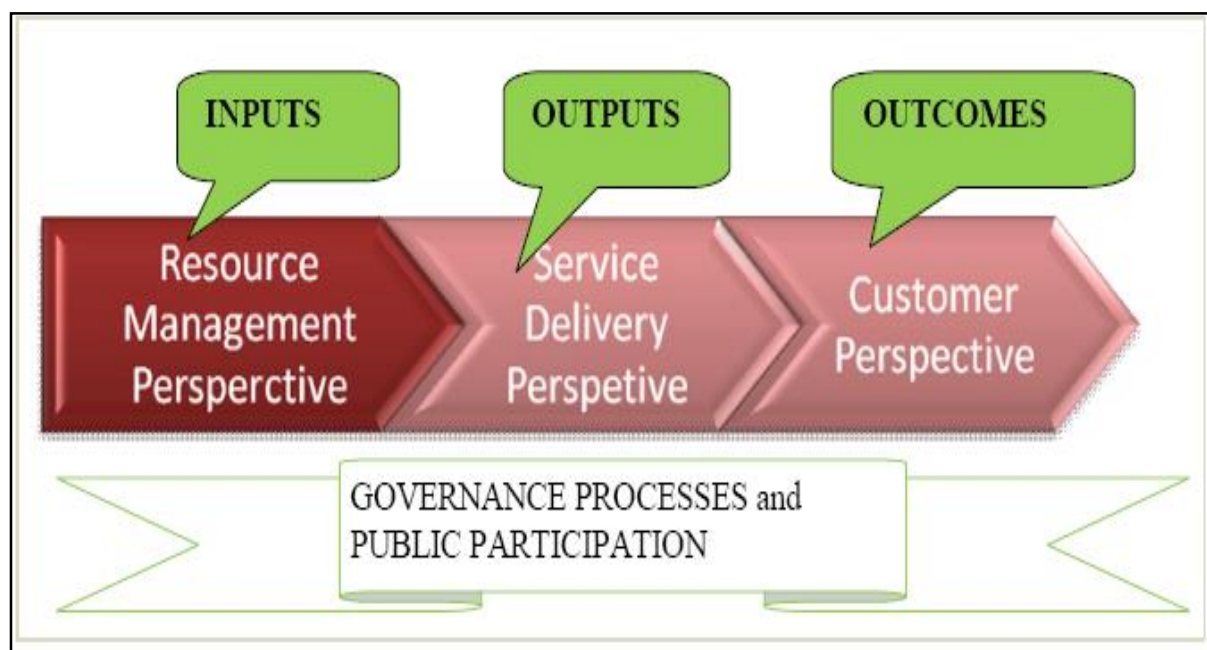 INPUTS
OUTPUTS
OUTCOMES
Resource
Management
Persperctive
Service
Delivery
Perspetive
Customer
Perspective
GOVERNANCE PROCESSES and
PUBLIC PARTICIPATION